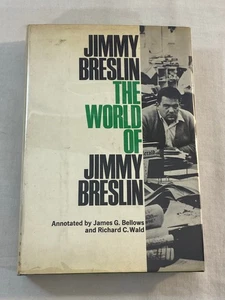 JIMMY
BRESLIN
THE
WORLD
OF
JIMMY
BRESLIN
Annotated by James G. Bellows
and Richard C. Wald